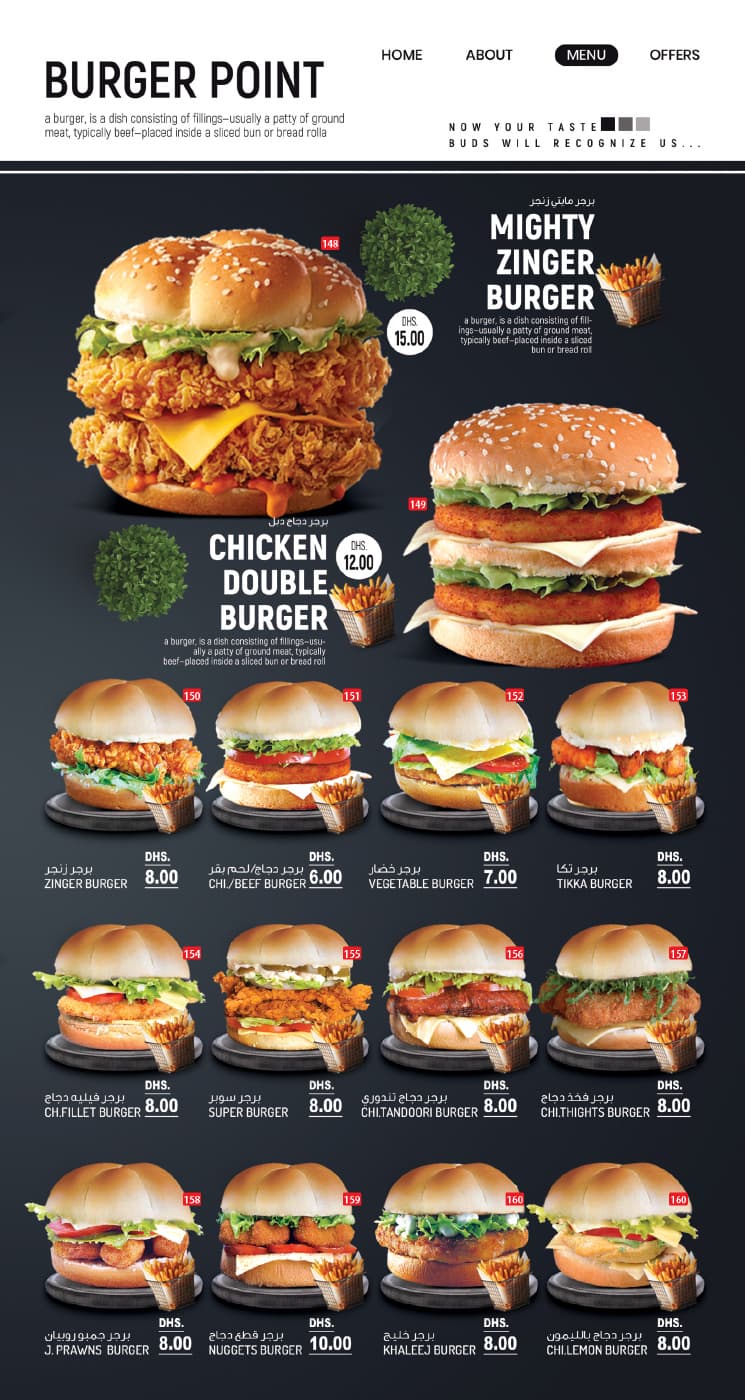 BURGER POINT
HOME ABOUT MENU OFFERS
a burger, is a dish consisting of fillings—usually a patty of ground
meat, typically beef—placed inside a sliced bun or bread rolla
NOW YOUR TASTE
BUDS WILL RECOGNIZE US...
برجر مايتي زنجر
MIGHTY
ZINGER
BURGER
a burger, is a dish consisting of fill-
ings—usually a patty of ground meat,
typically beef—placed inside a sliced
bun or bread roll
148
DHS.
15.00
149
برجر دجاج دبل
CHICKEN
DOUBLE
BURGER
DHS.
12.00
a burger, is a dish consisting of fillings—usu-
ally a patty of ground meat, typically
beef—placed inside a sliced bun or bread roll
150
برجر زنجر
ZINGER BURGER
DHS.
8.00
151
برجر دجاج/لحم بقر
CHI./BEEF BURGER
DHS.
6.00
152
برجر خضار
VEGETABLE BURGER
DHS.
7.00
153
برجر تكا
TIKKA BURGER
DHS.
8.00
154
برجر فيليه دجاج
CH.FILLET BURGER
DHS.
8.00
155
برجر سوبر
SUPER BURGER
DHS.
8.00
156
برجر دجاج تندوري
CHI.TANDOORI BURGER
DHS.
8.00
157
برجر فخذ دجاج
CHI.THIGHTS BURGER
DHS.
8.00
158
برجر جمبو روبيان
J. PRAWNS BURGER
DHS.
8.00
159
برجر قطع دجاج
NUGGETS BURGER
DHS.
10.00
160
برجر خليج
KHALEEJ BURGER
DHS.
8.00
160
برجر دجاج بالليمون
CHI.LEMON BURGER
DHS.
8.00